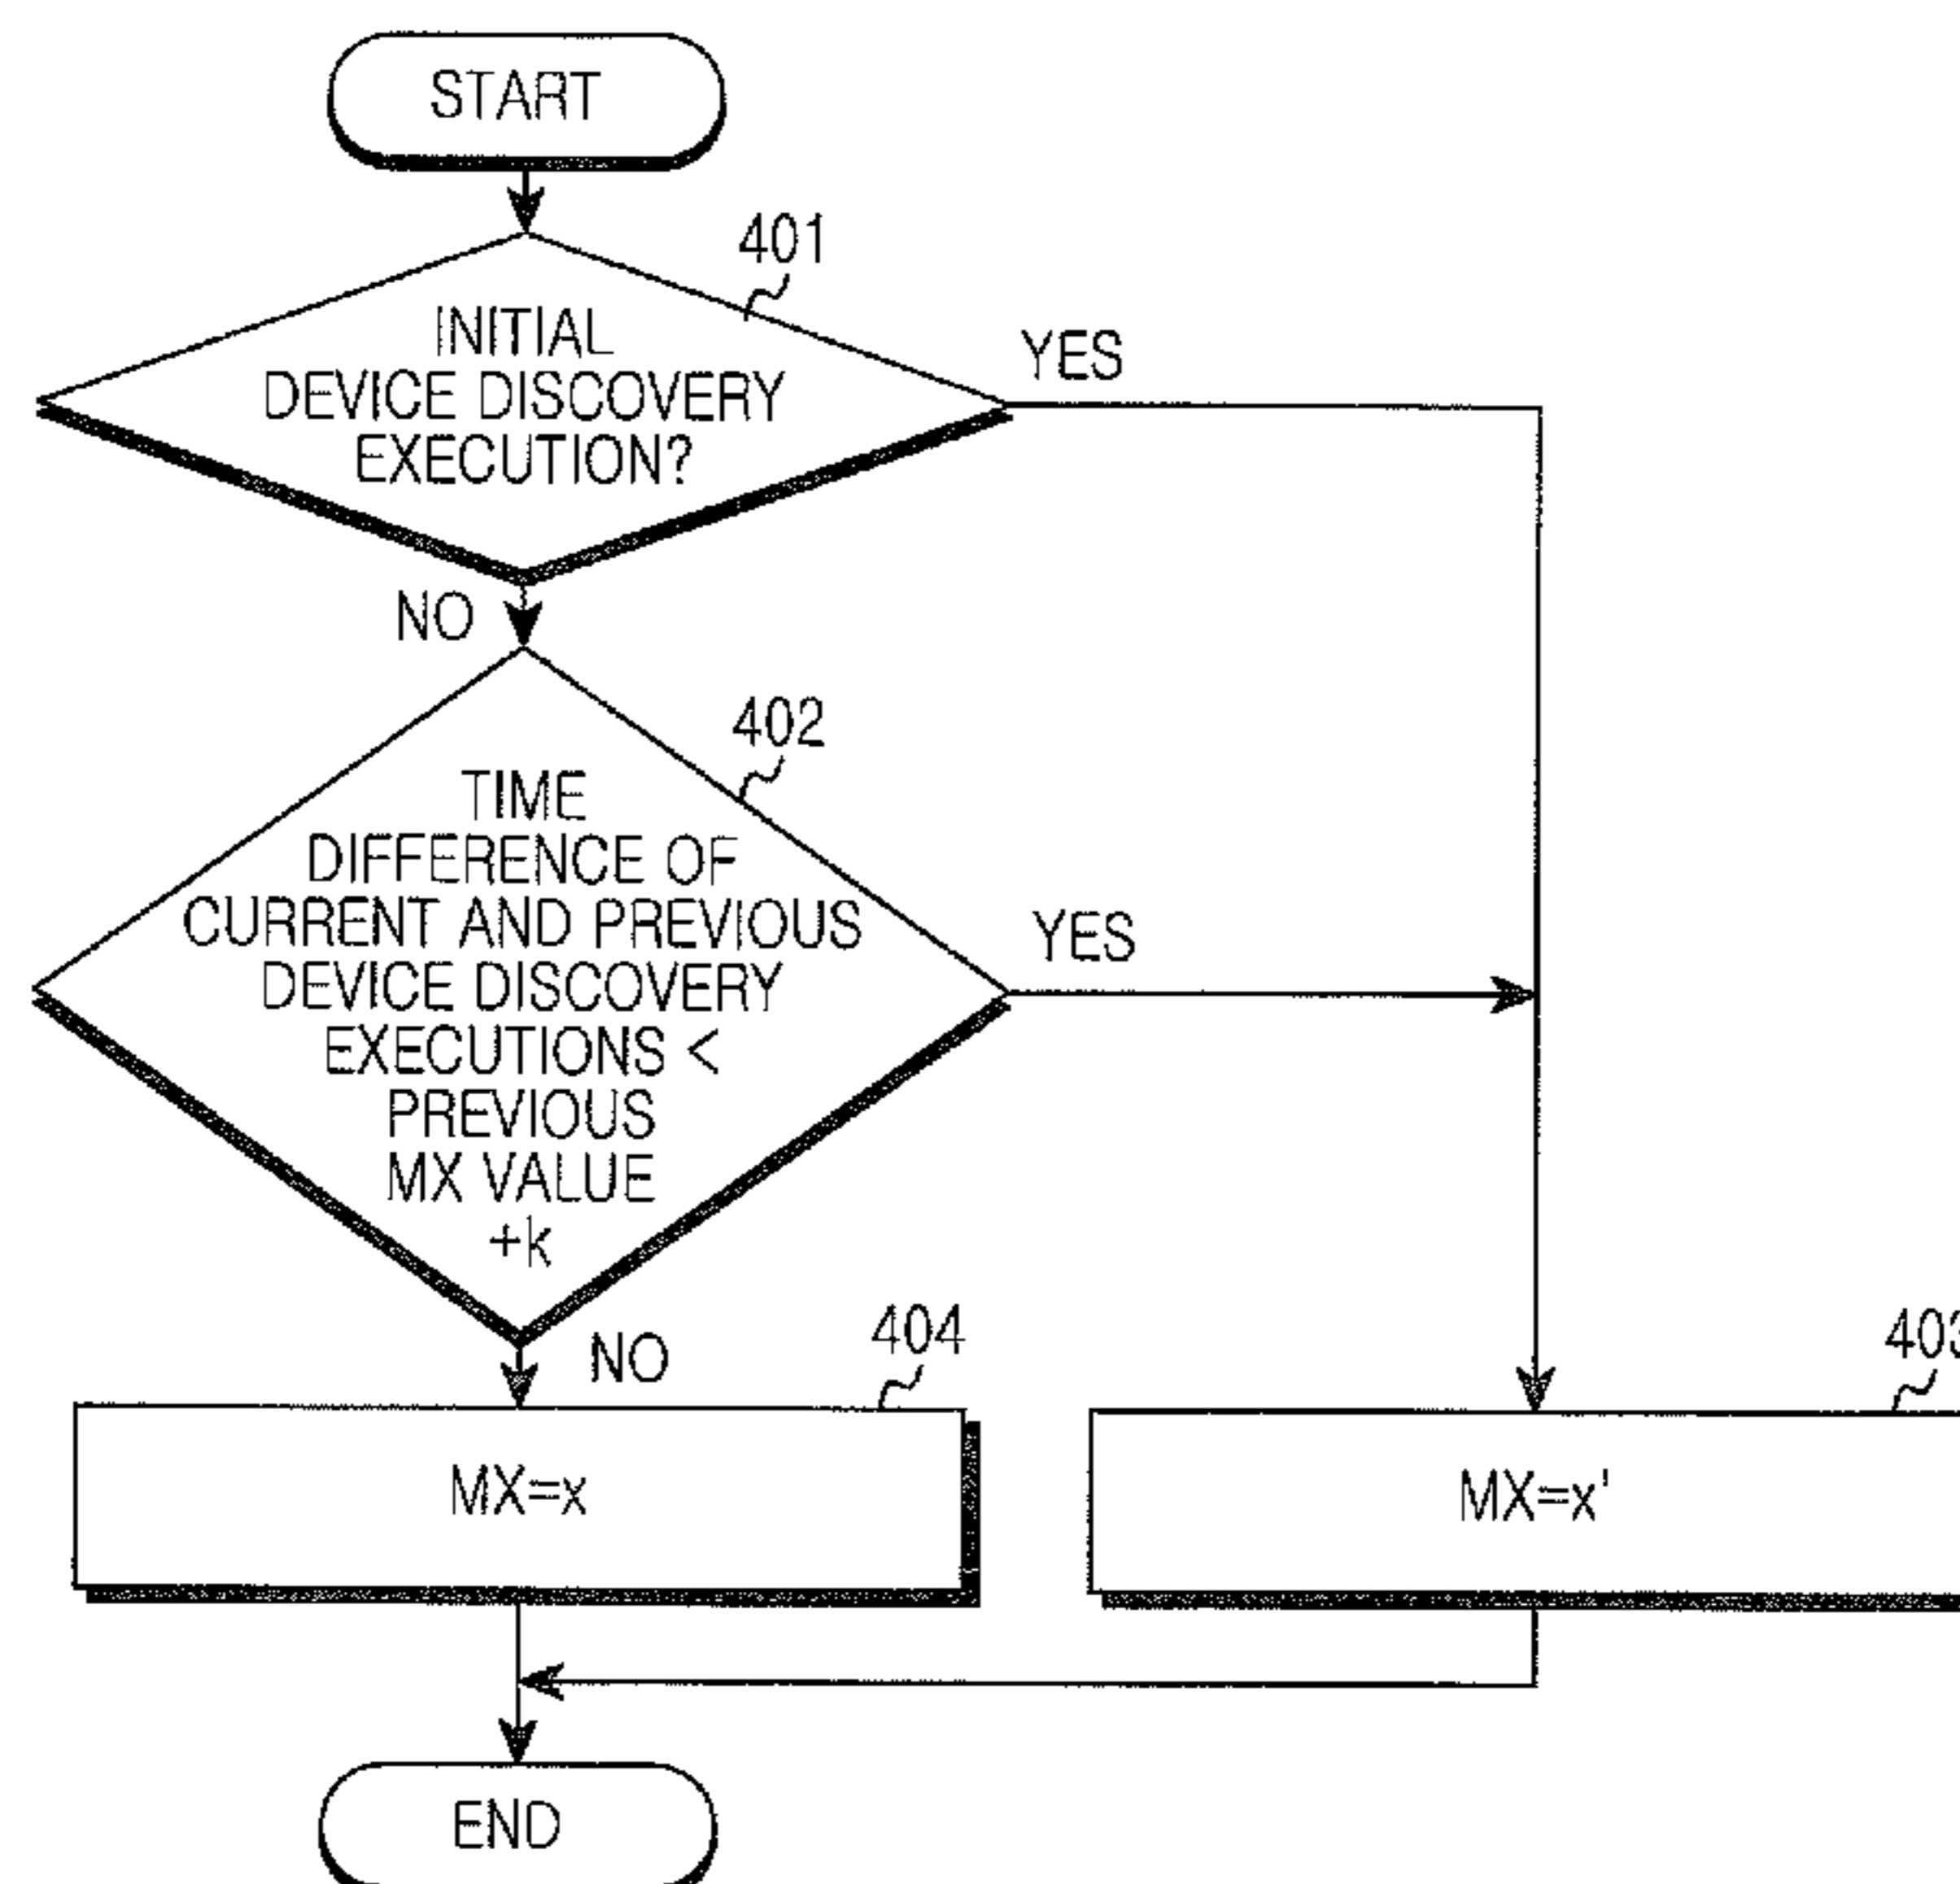 START
401
INITIAL
DEVICE DISCOVERY
EXECUTION?
YES
NO
402
TIME
DIFFERENCE OF
CURRENT AND PREVIOUS
DEVICE DISCOVERY
EXECUTIONS <
PREVIOUS
MX VALUE
+k
YES
NO
404
MX=x
403
MX=x'
END